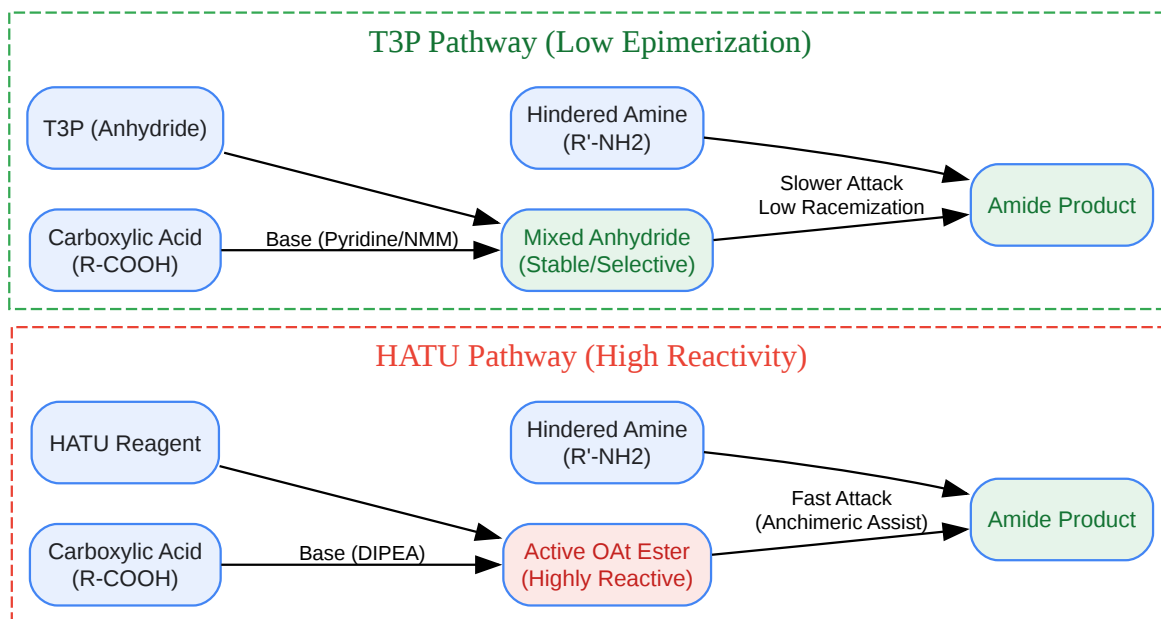 T3P Pathway (Low Epimerization)
T3P (Anhydride)
Hindered Amine
(R'-NH2)
Slower Attack
Low Racemization
Amide Product
Carboxylic Acid
(R-COOH)
Base (Pyridine/NMM)
Mixed Anhydride
(Stable/Selective)
HATU Pathway (High Reactivity)
HATU Reagent
Hindered Amine
(R'-NH2)
Fast Attack
(Anchimeric Assist)
Amide Product
Carboxylic Acid
(R-COOH)
Base (DIPEA)
Active OAt Ester
(Highly Reactive)